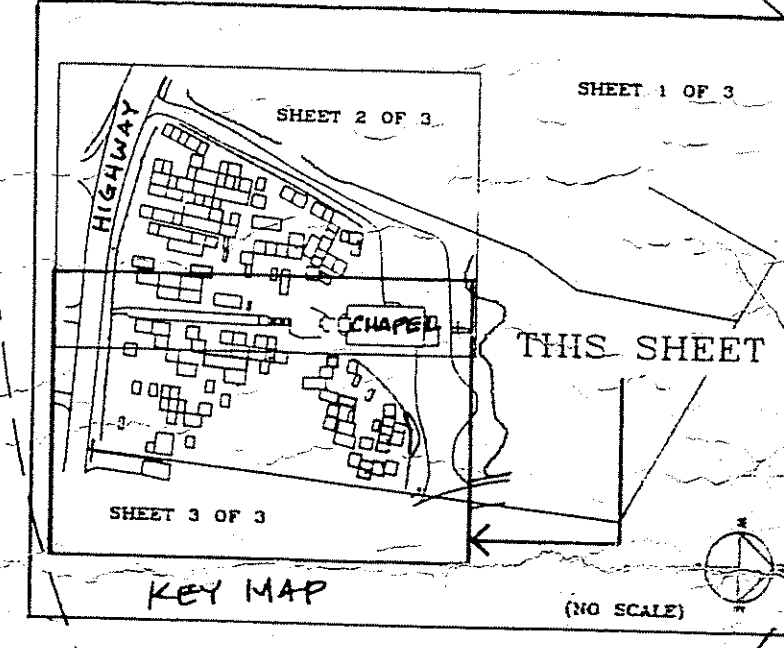 SHEET 1 OF 3
SHEET 2 OF 3
HIGHWAY
CHAPEL
THIS SHEET
SHEET 3 OF 3
KEY MAP
(NO SCALE)